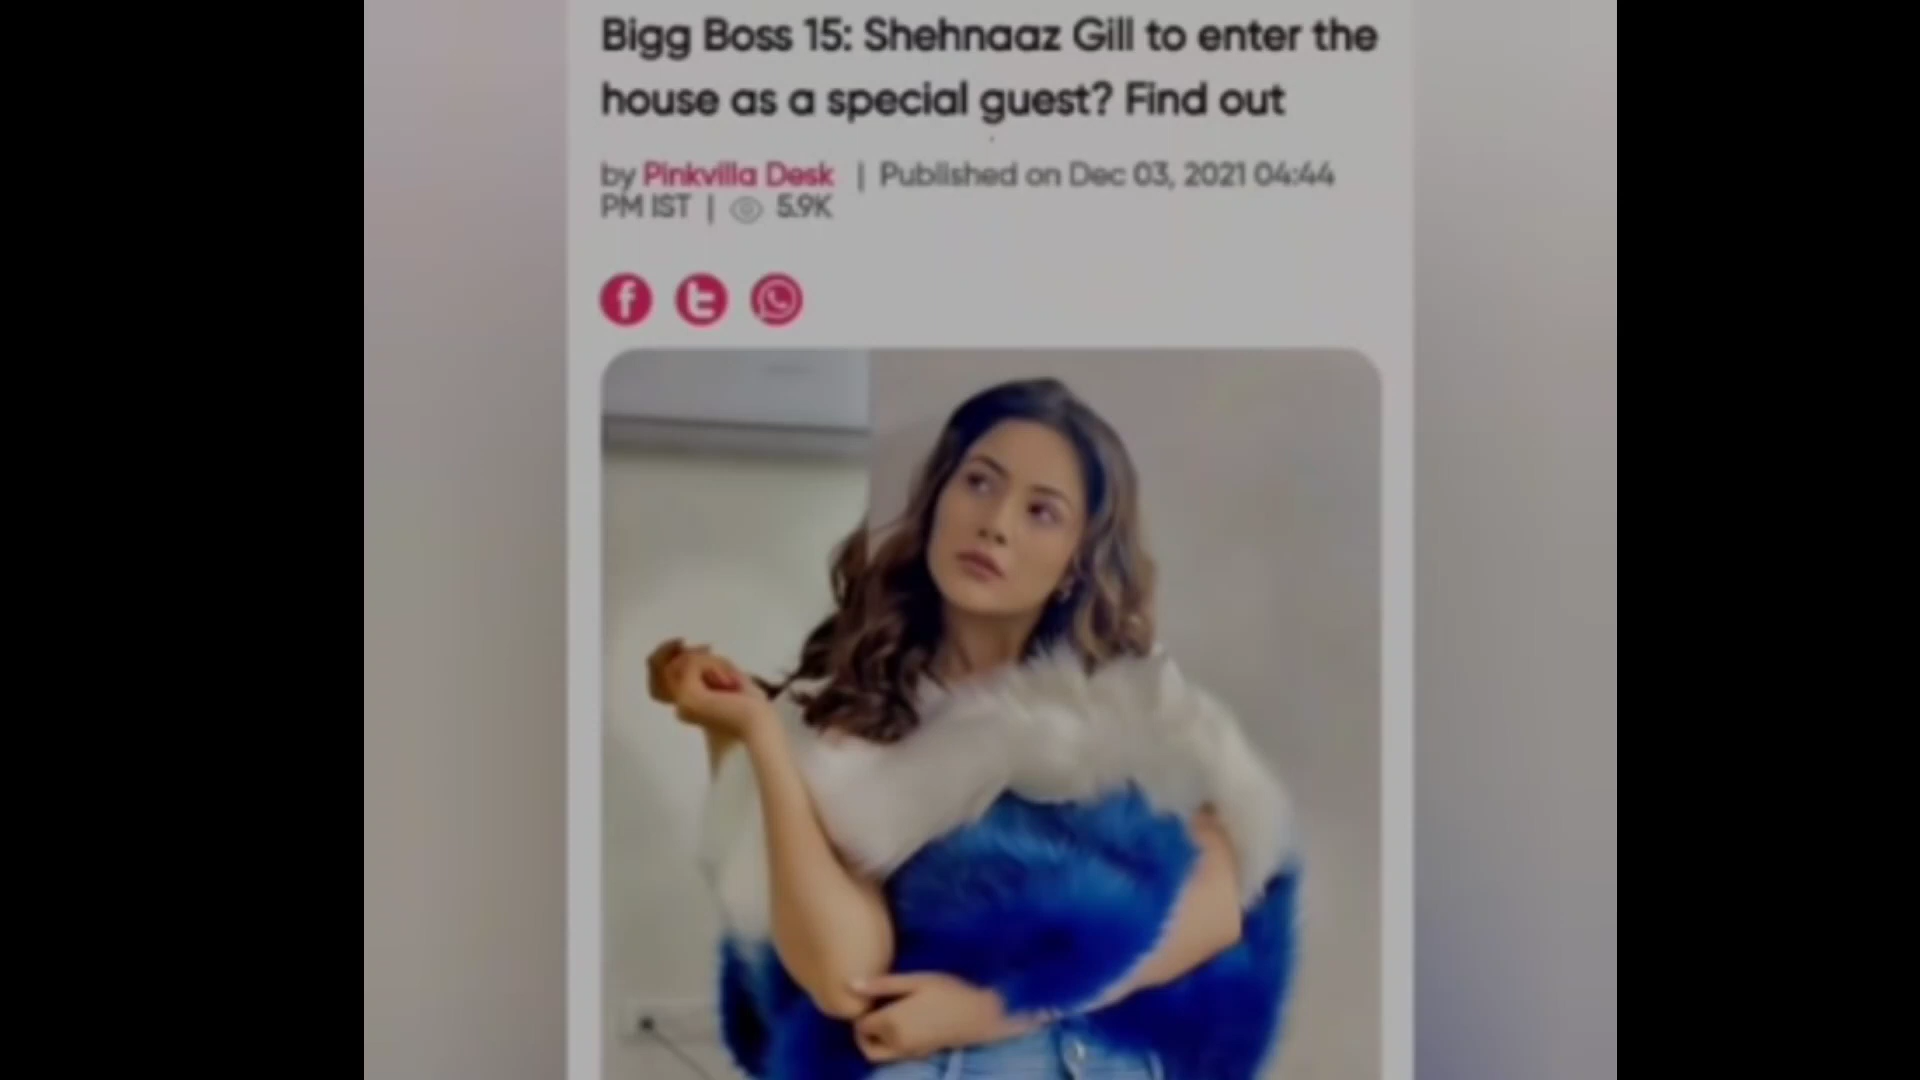 Bigg Boss 15: Shehnaaz Gill to enter the
house as a special guest? Find out
by Pinkvilla Desk | Published on Dec 03, 2021 04:44
PM IST | 5.9K